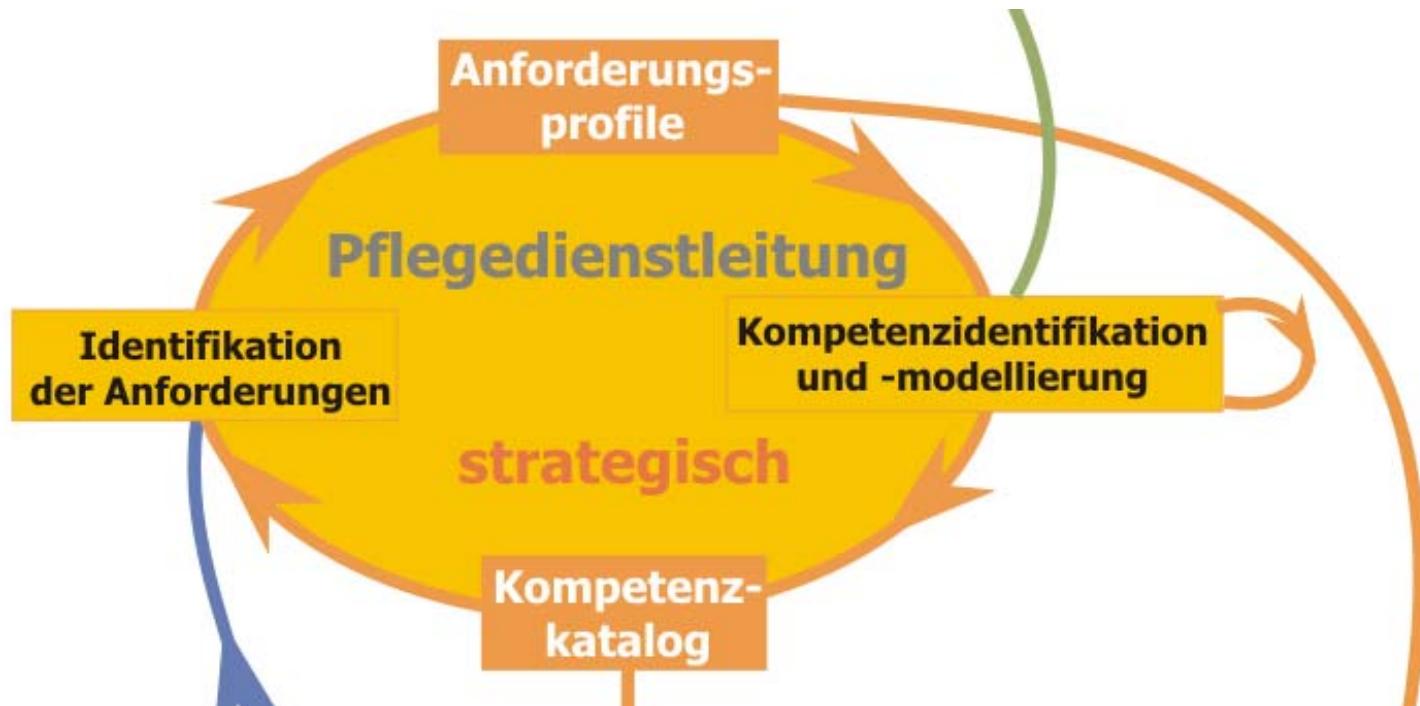 Anforderungs-
profile
Pflegedienstleitung
Identifikation
der Anforderungen
Kompetenzidentifikation
und -modellierung
strategisch
Kompetenz-
katalog